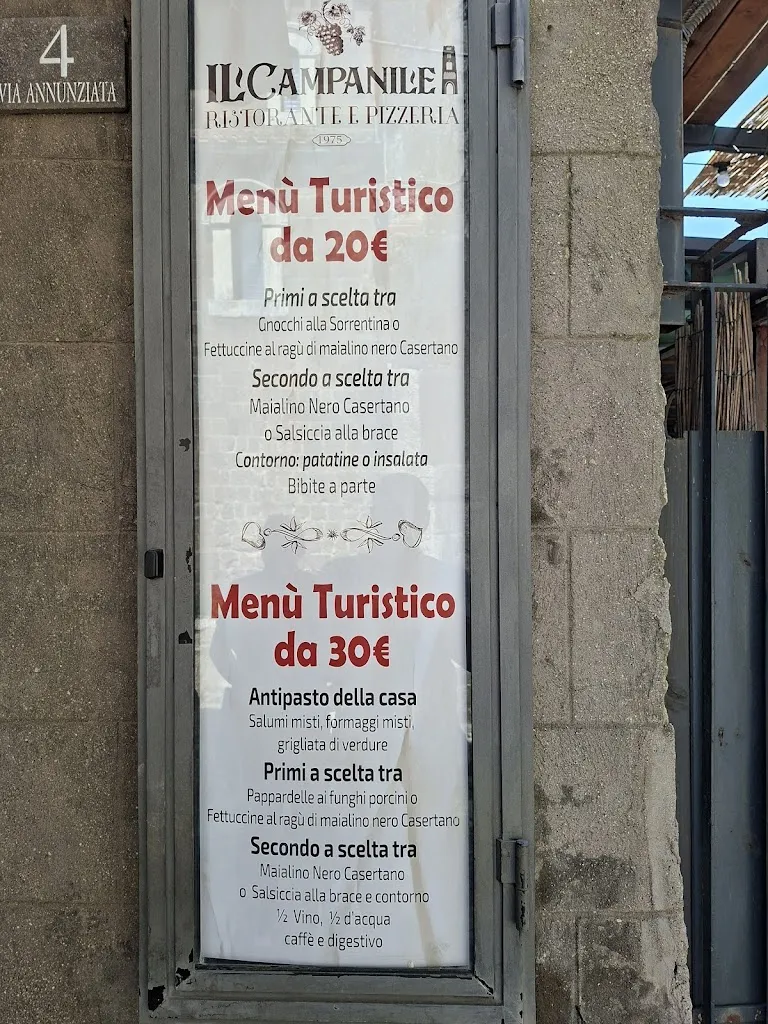 4
VIA ANNUNZIATA
IL CAMPANILE
RISTORANTE E PIZZERIA
1975
Menù Turistico
da 20€
Primi a scelta tra
Gnocchi alla Sorrentina o
Fettuccine al ragù di maialino nero Casertano
Secondo a scelta tra
Maialino Nero Casertano
o Salsiccia alla brace
Contorno: patatine o insalata
Bibite a parte
Menù Turistico
da 30€
Antipasto della casa
Salumi misti, formaggi misti,
grigliata di verdure
Primi a scelta tra
Pappardelle ai funghi porcini o
Fettuccine al ragù di maialino nero Casertano
Secondo a scelta tra
Maialino Nero Casertano
o Salsiccia alla brace e contorno
½ Vino, ½ d'acqua
caffè e digestivo